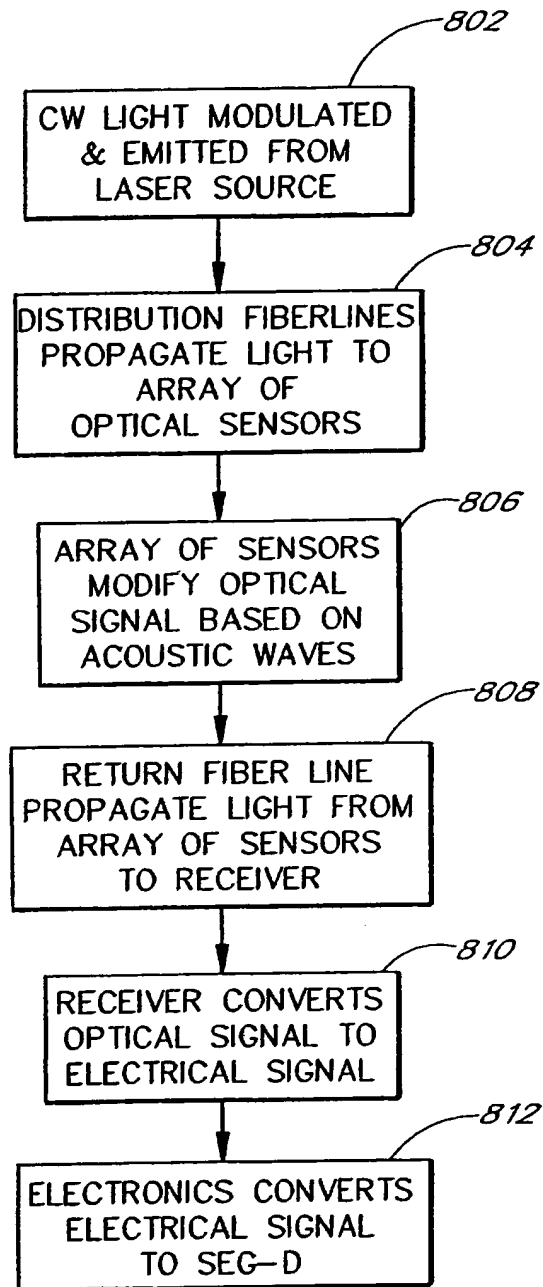 802
CW LIGHT MODULATED
& EMITTED FROM
LASER SOURCE
804
DISTRIBUTION FIBERLINES
PROPAGATE LIGHT TO
ARRAY OF
OPTICAL SENSORS
806
ARRAY OF SENSORS
MODIFY OPTICAL
SIGNAL BASED ON
ACOUSTIC WAVES
808
RETURN FIBER LINE
PROPAGATE LIGHT FROM
ARRAY OF SENSORS
TO RECEIVER
810
RECEIVER CONVERTS
OPTICAL SIGNAL TO
ELECTRICAL SIGNAL
812
ELECTRONICS CONVERTS
ELECTRICAL SIGNAL
TO SEG-D